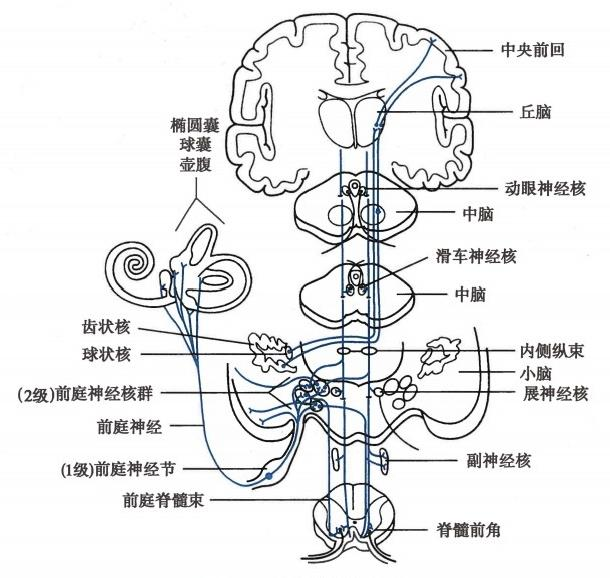 中央前回
丘脑
椭圆囊
球囊
壶腹
动眼神经核
中脑
滑车神经核
中脑
齿状核
球状核
内侧纵束
小脑
(2级)前庭神经核群
展神经核
前庭神经
(1级)前庭神经节
副神经核
前庭脊髓束
脊髓前角